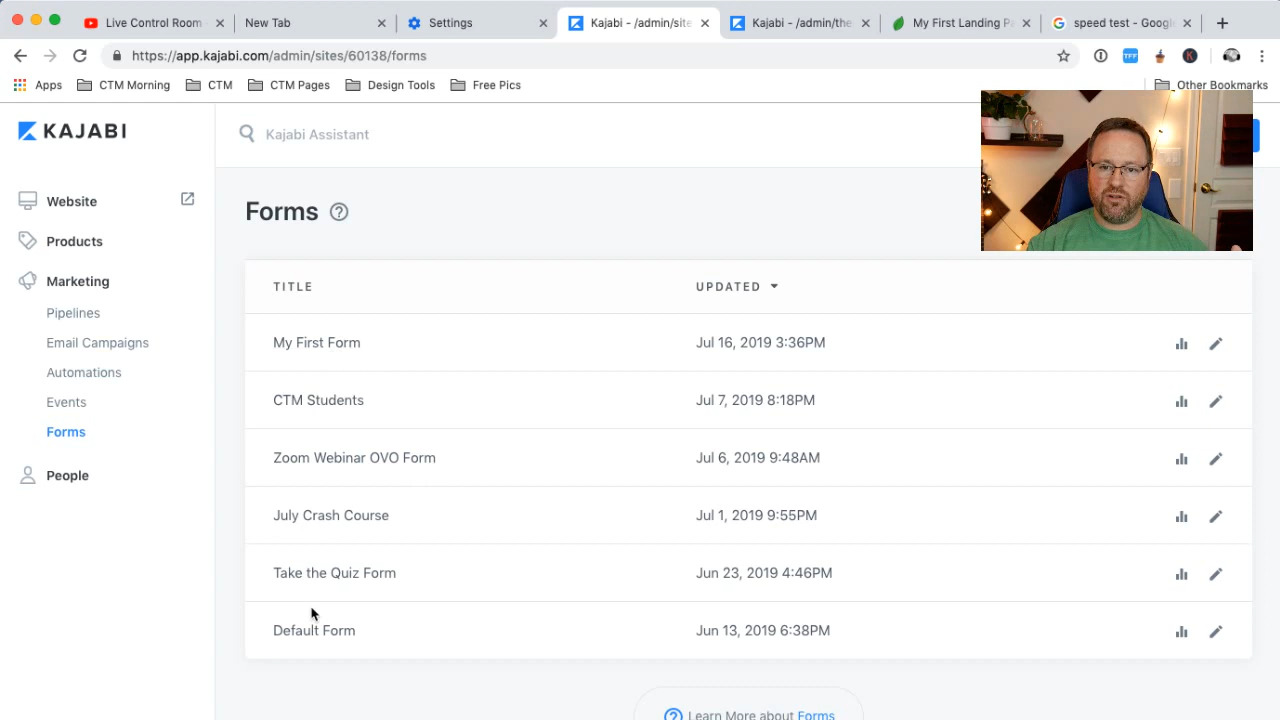 Live Control Room
New Tab
Settings
Kajabi - /admin/site
Kajabi - /admin/the
My First Landing P
speed test - Googl
https://app.kajabi.com/admin/sites/60138/forms
TFF
K
Apps
CTM Morning
CTM
CTM Pages
Design Tools
Free Pics
Other Bookmarks
KAJABI
Kajabi Assistant
Website
Products
Marketing
Pipelines
Email Campaigns
Automations
Events
Forms
People
Forms
TITLE UPDATED
My First Form Jul 16, 2019 3:36PM
CTM Students Jul 7, 2019 8:18PM
Zoom Webinar OVO Form Jul 6, 2019 9:48AM
July Crash Course Jul 1, 2019 9:55PM
Take the Quiz Form Jun 23, 2019 4:46PM
Default Form Jun 13, 2019 6:38PM
Learn More about Forms